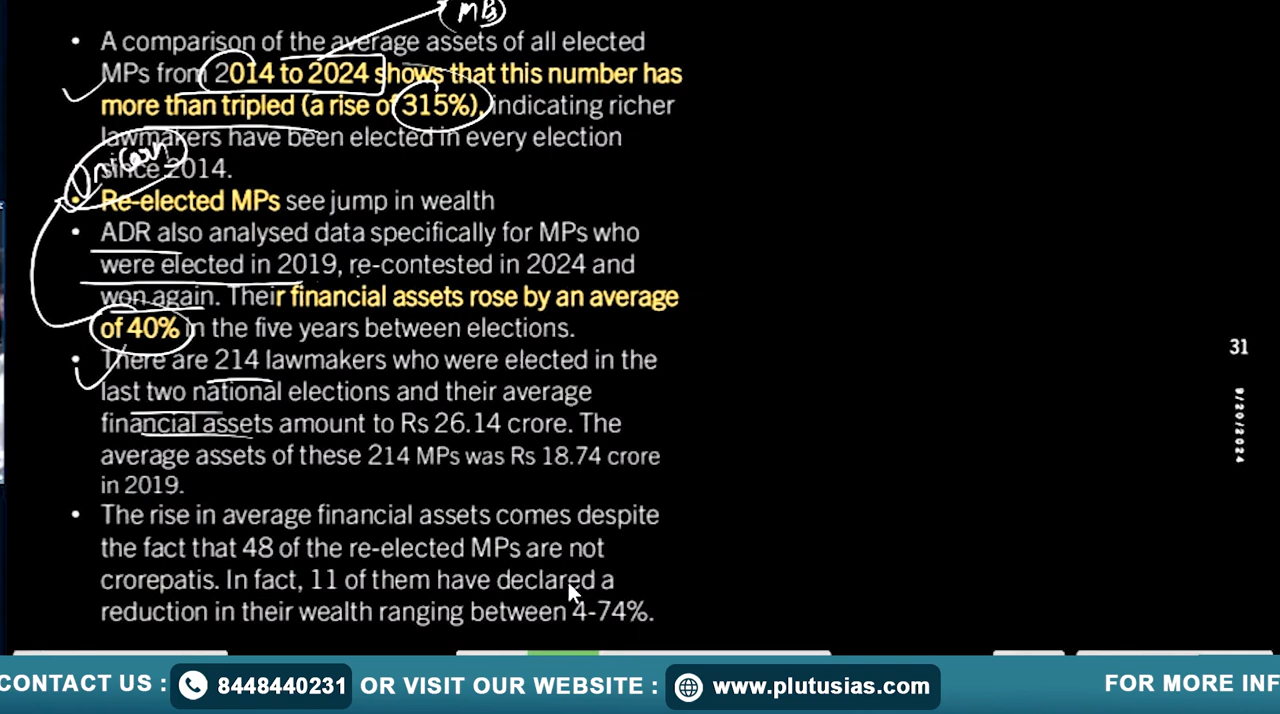 MPs
• A comparison of the average assets of all elected
MPs from 2014 to 2024 shows that this number has
more than tripled (a rise of 315%), indicating richer
lawmakers have been elected in every election
since 2014.
• Re-elected MPs see jump in wealth
• ADR also analysed data specifically for MPs who
were elected in 2019, re-contested in 2024 and
won again. Their financial assets rose by an average
of 40% in the five years between elections.
• There are 214 lawmakers who were elected in the
last two national elections and their average
financial assets amount to Rs 26.14 crore. The
average assets of these 214 MPs was Rs 18.74 crore
in 2019.
• The rise in average financial assets comes despite
the fact that 48 of the re-elected MPs are not
crorepatis. In fact, 11 of them have declared a
reduction in their wealth ranging between 4-74%.
31
9/20/2024
CONTACT US : 8448440231 OR VISIT OUR WEBSITE : www.plutusias.com FOR MORE INF